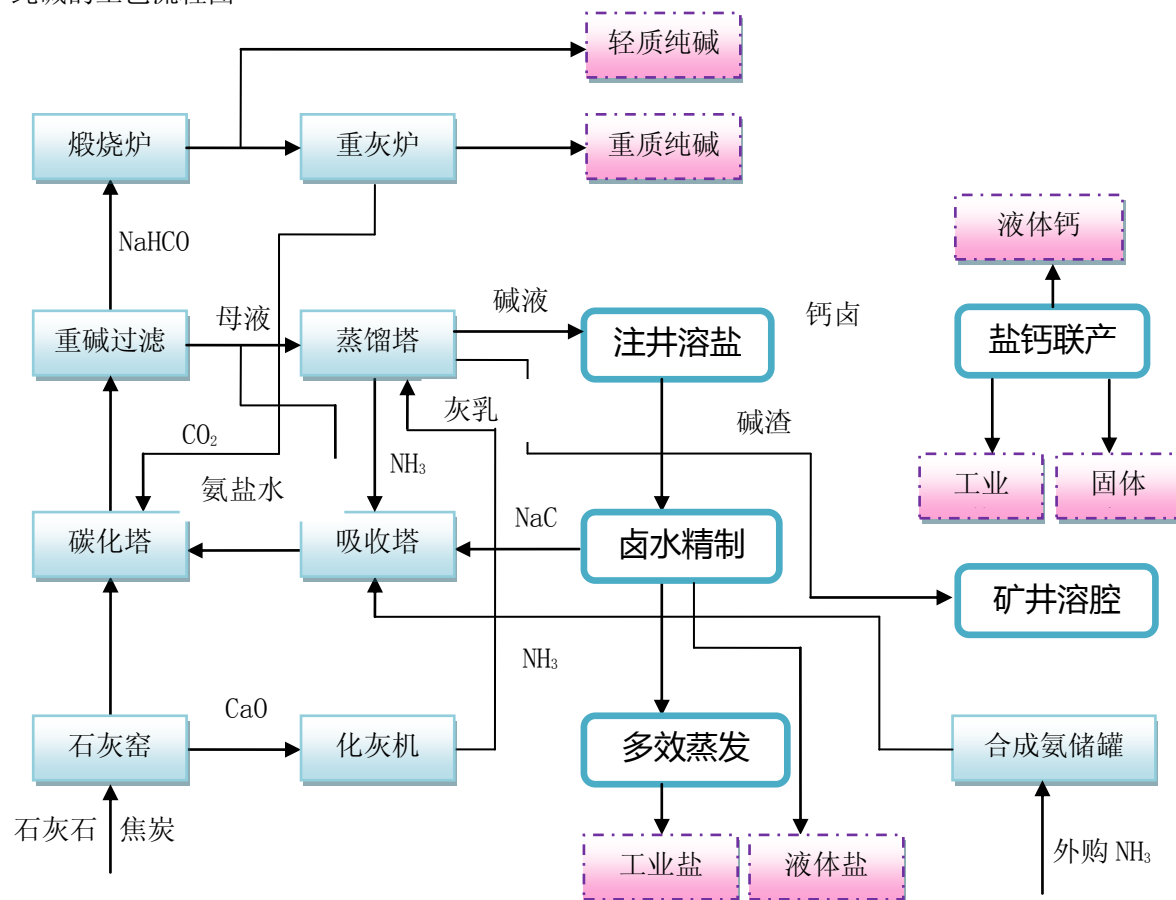 轻质纯碱
煅烧炉
重灰炉
重质纯碱
NaHCO
液体钙
母液
碱液
钙卤
重碱过滤
蒸馏塔
注井溶盐
盐钙联产
灰乳
碱渣
CO₂
NH₃
氨盐水
工业
固体
NaC
碳化塔
吸收塔
卤水精制
矿井溶腔
NH₃
CaO
石灰窑
化灰机
多效蒸发
合成氨储罐
石灰石
焦炭
工业盐
液体盐
外购 NH₃